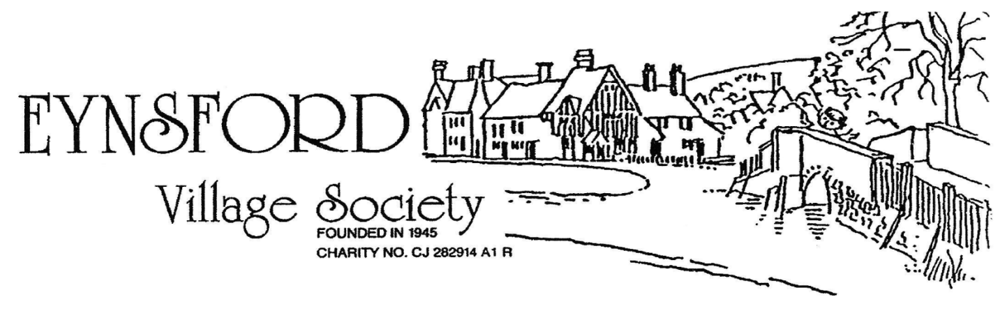 EYNSFORD
Village Society
FOUNDED IN 1945
CHARITY NO. CJ 282914 A1 R